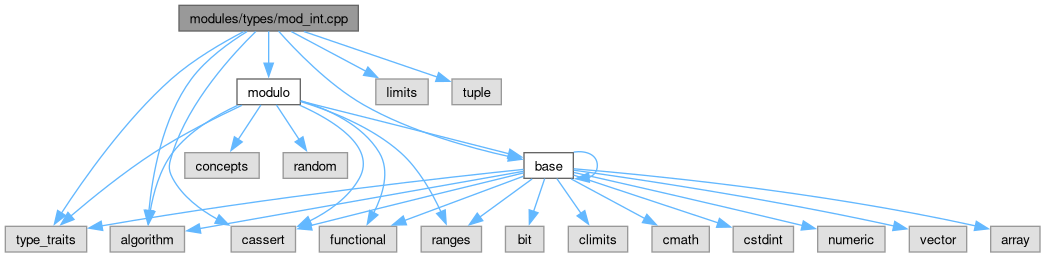 modules/types/mod_int.cpp
modulo
limits
tuple
concepts
random
base
type_traits
algorithm
cassert
functional
ranges
bit
climits
cmath
cstdint
numeric
vector
array